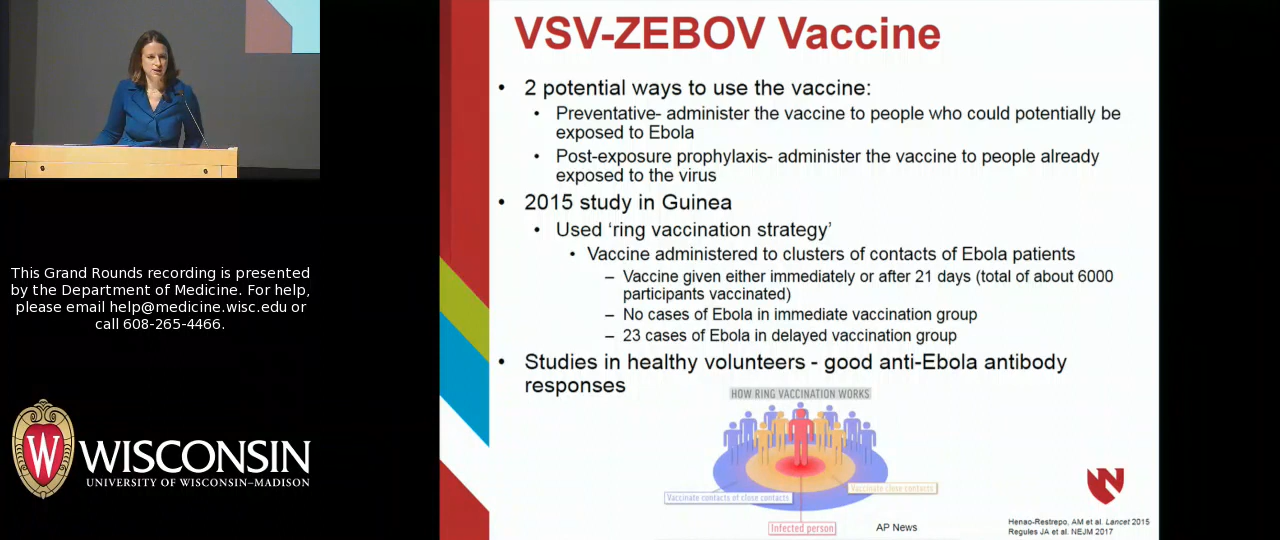 VSV-ZEBOV Vaccine
• 2 potential ways to use the vaccine:
• Preventative- administer the vaccine to people who could potentially be
exposed to Ebola
• Post-exposure prophylaxis- administer the vaccine to people already
exposed to the virus
• 2015 study in Guinea
• Used ‘ring vaccination strategy’
• Vaccine administered to clusters of contacts of Ebola patients
– Vaccine given either immediately or after 21 days (total of about 6000
participants vaccinated)
– No cases of Ebola in immediate vaccination group
– 23 cases of Ebola in delayed vaccination group
• Studies in healthy volunteers - good anti-Ebola antibody
responses
HOW RING VACCINATION WORKS
Vaccinate contacts of close contacts
Vaccinate close contacts
Infected person
AP News
N
Henao-Restrepo, AM et al. Lancet 2015
Regules JA et al. NEJM 2017
This Grand Rounds recording is presented
by the Department of Medicine. For help,
please email help@medicine.wisc.edu or
call 608-265-4466.
W
WISCONSIN
UNIVERSITY OF WISCONSIN–MADISON